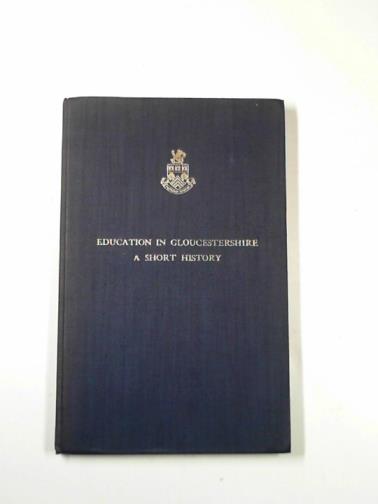 EDUCATION IN GLOUCESTERSHIRE
A SHORT HISTORY